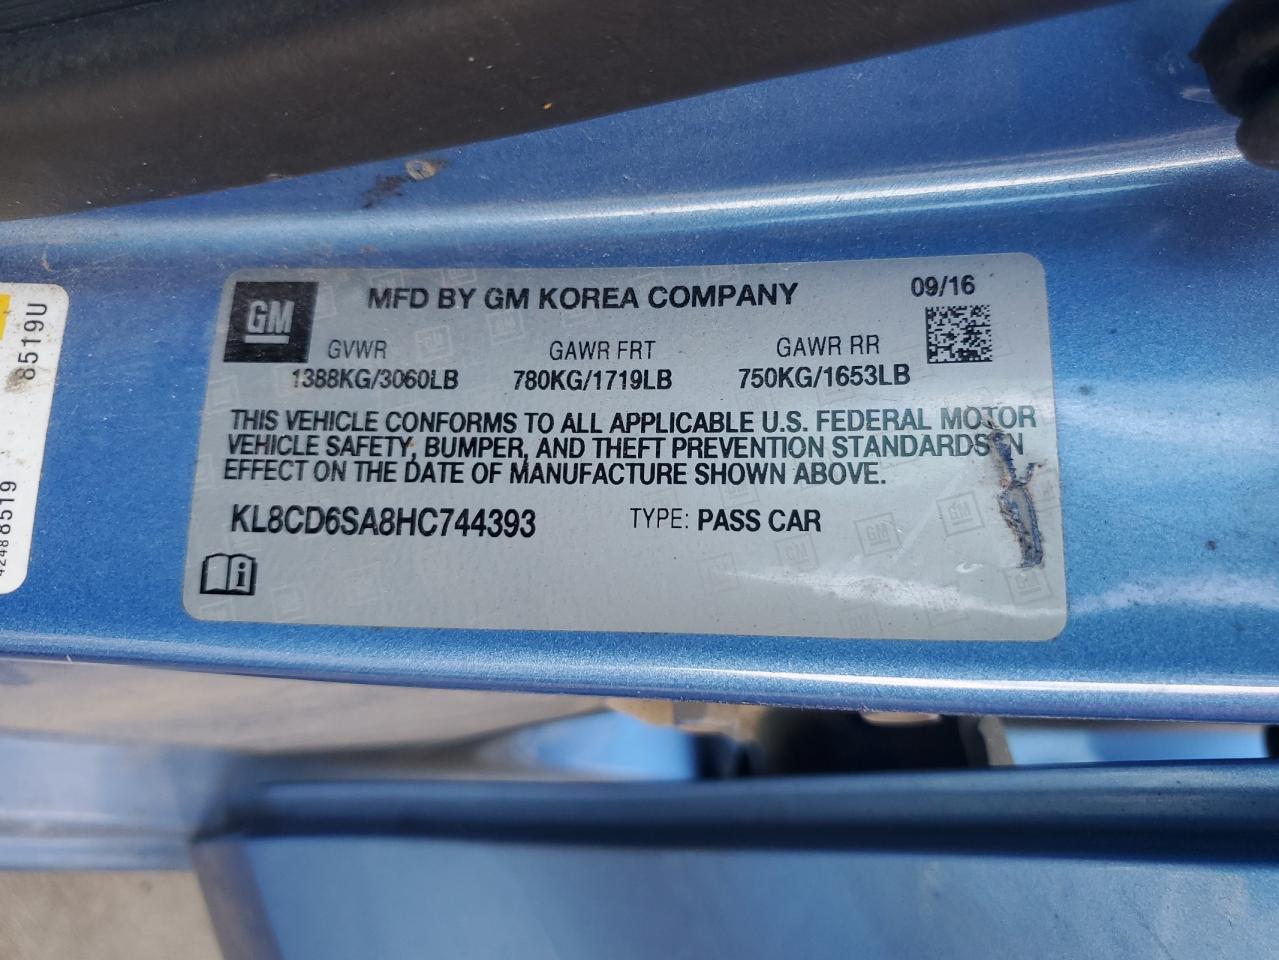 GM
MFD BY GM KOREA COMPANY
09/16
GVWR
GAWR FRT
GAWR RR
1388KG/3060LB
780KG/1719LB
750KG/1653LB
THIS VEHICLE CONFORMS TO ALL APPLICABLE U.S. FEDERAL MOTOR
VEHICLE SAFETY, BUMPER, AND THEFT PREVENTION STANDARDS IN
EFFECT ON THE DATE OF MANUFACTURE SHOWN ABOVE.
KL8CD6SA8HC744393
TYPE: PASS CAR
8519U
42488519